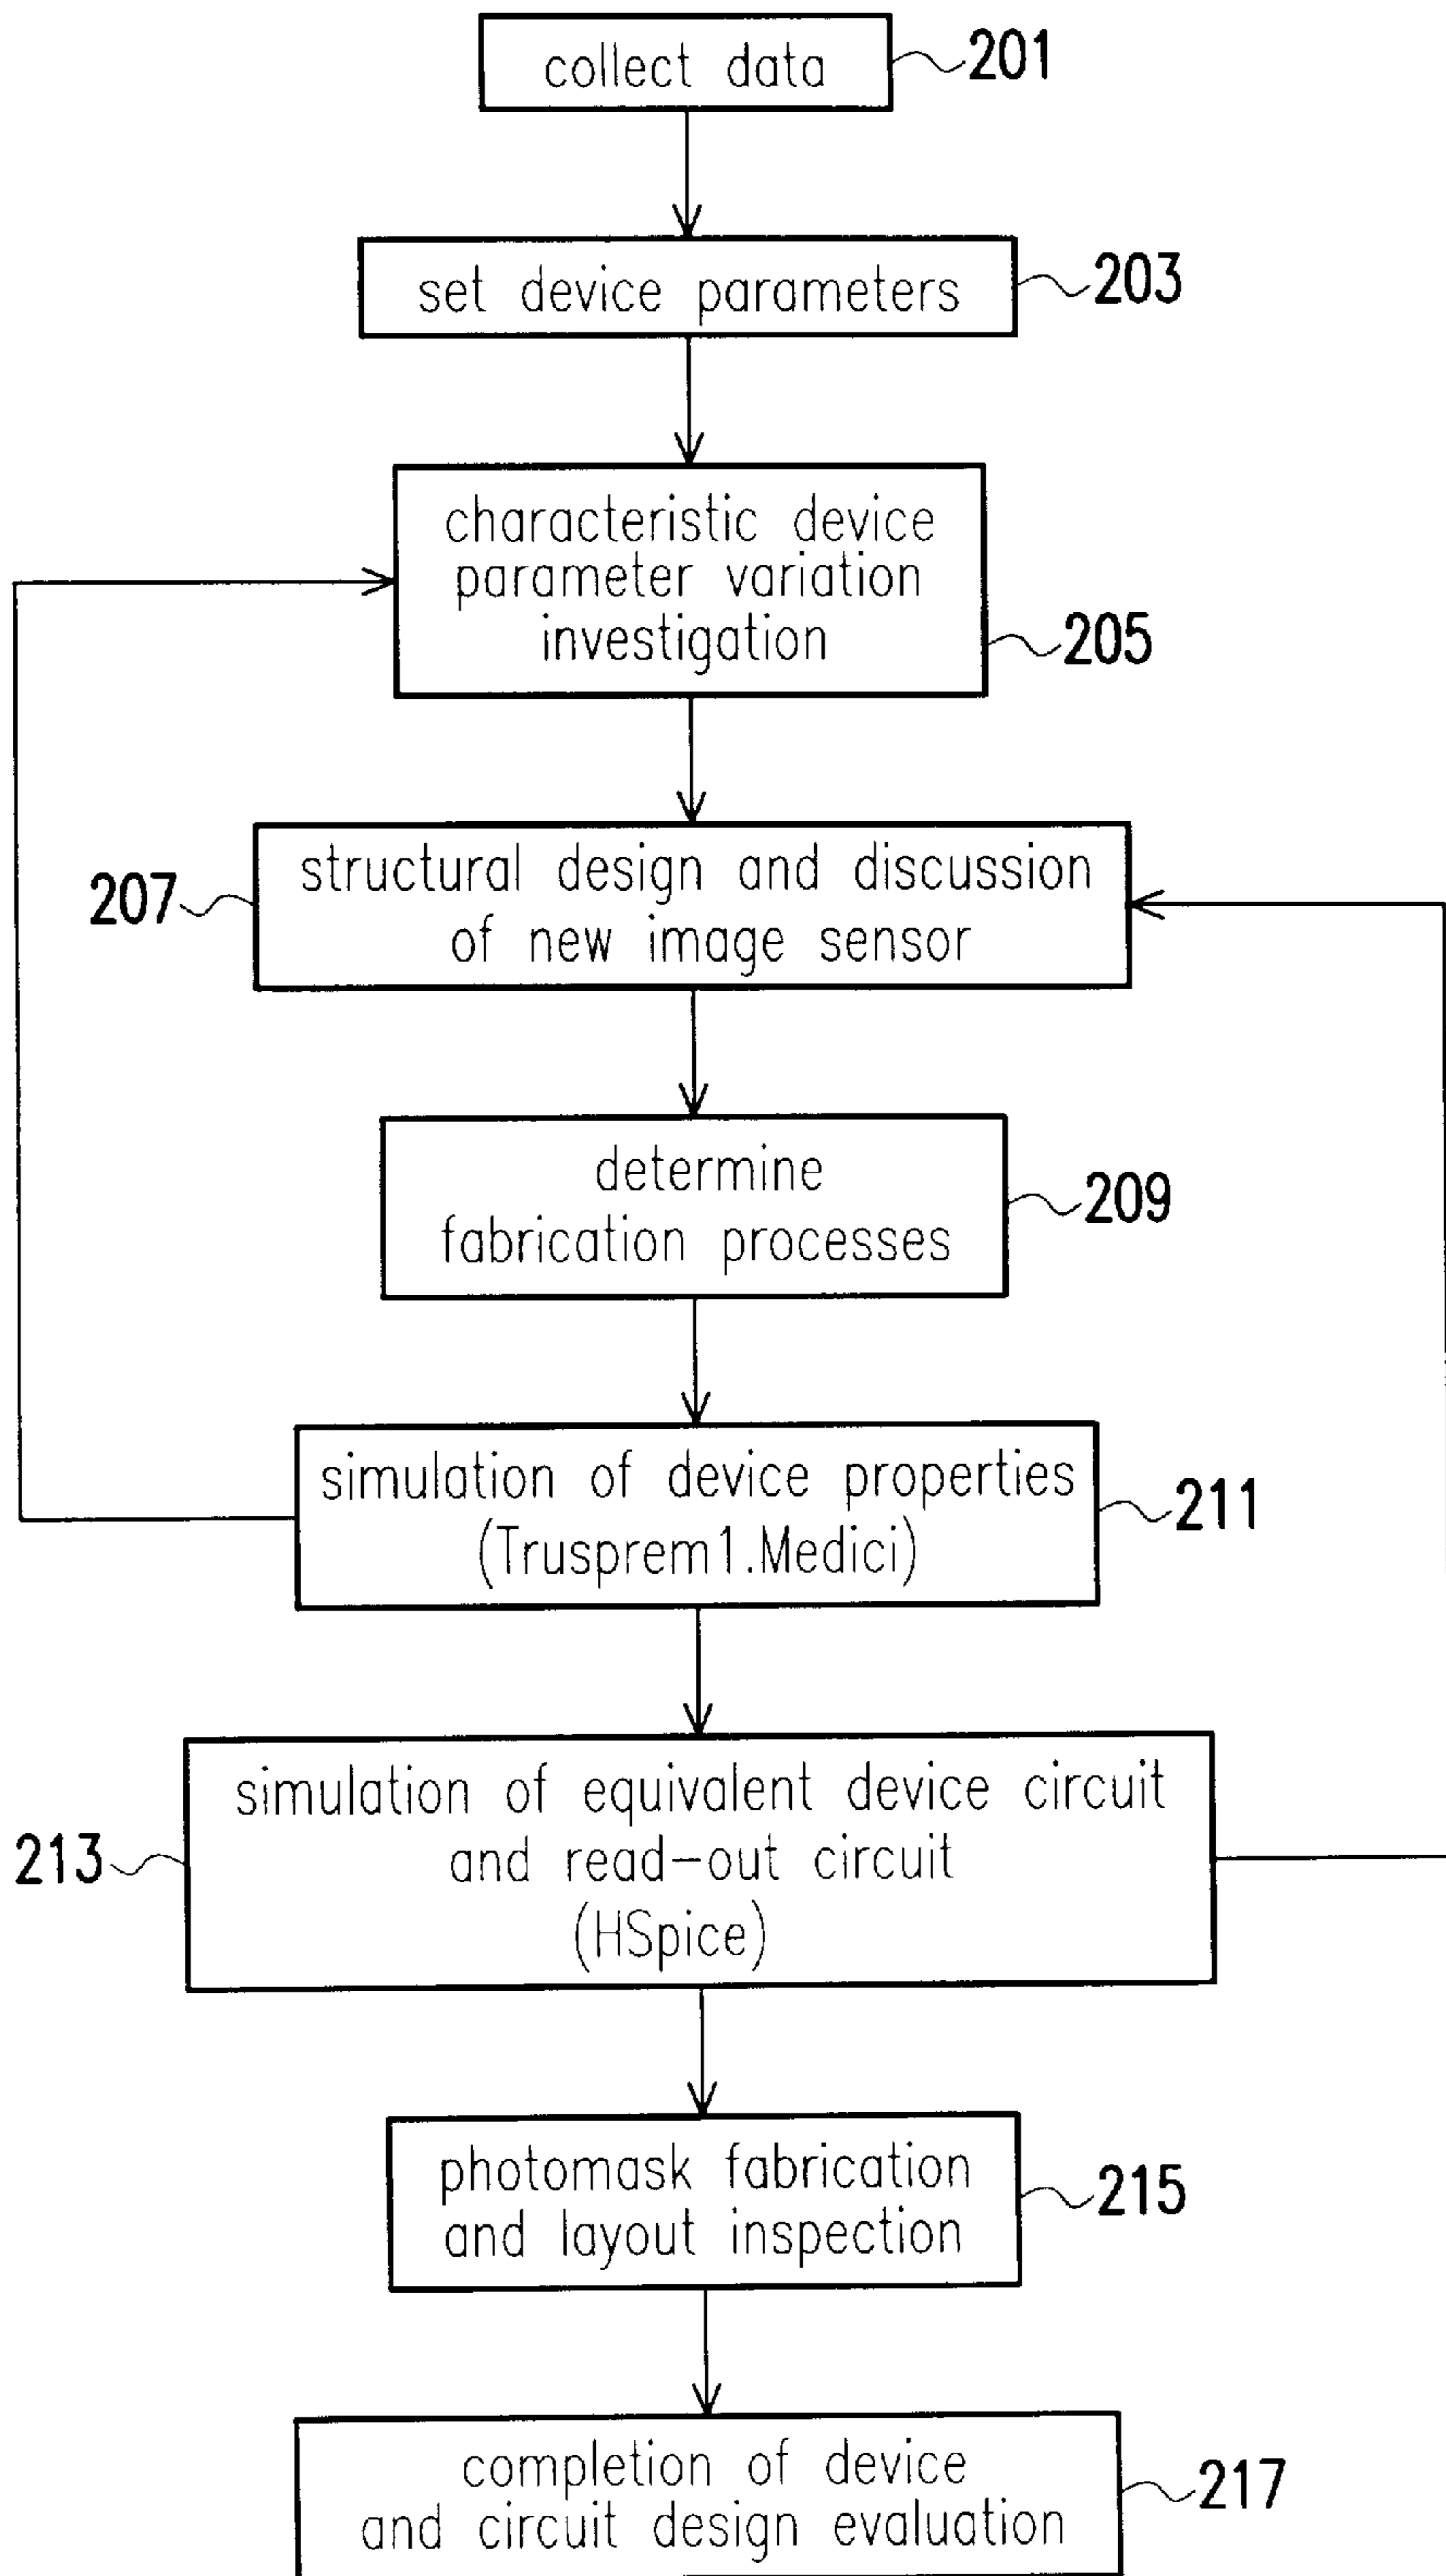 collect data
201
set device parameters
203
characteristic device
parameter variation
investigation
205
structural design and discussion
of new image sensor
207
determine
fabrication processes
209
simulation of device properties
(Trusprem1.Medici)
211
simulation of equivalent device circuit
and read-out circuit
(HSpice)
213
photomask fabrication
and layout inspection
215
completion of device
and circuit design evaluation
217